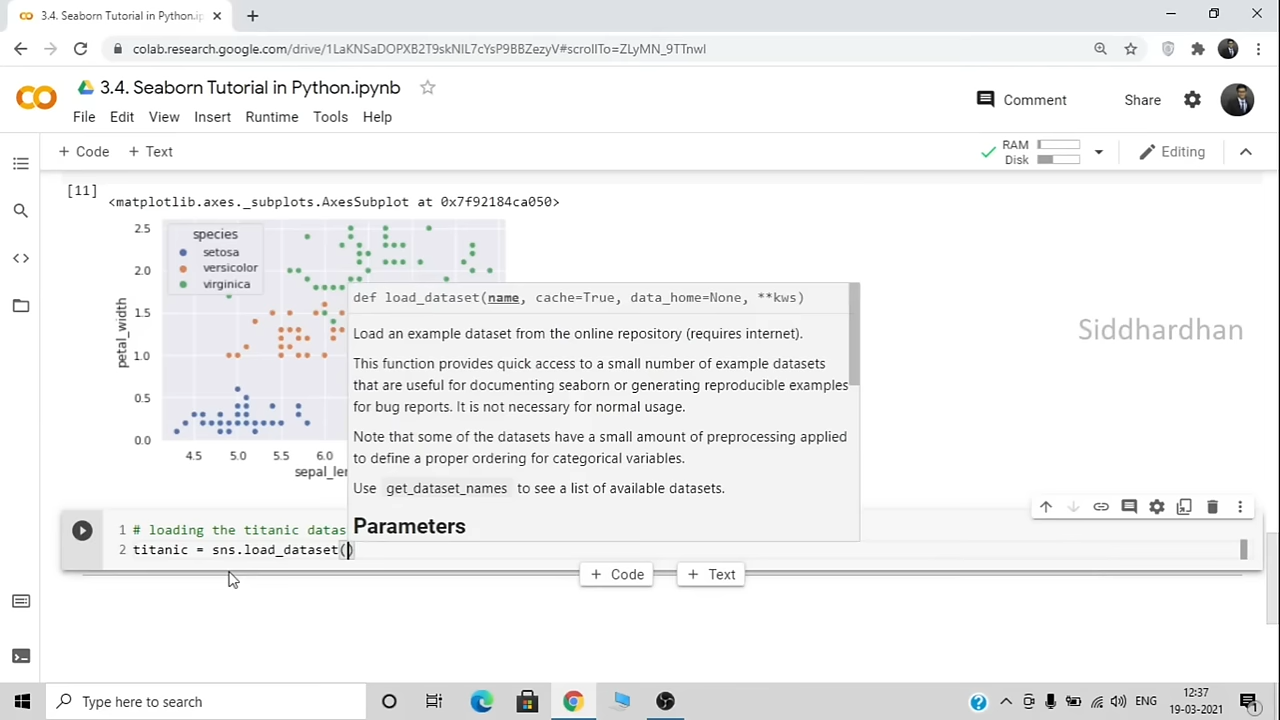 3.4. Seaborn Tutorial in Python.ip
colab.research.google.com/drive/1LaKNSaDOPXB2T9skNIL7cYsP9BBZezyV#scrollTo=ZLyMN_9TTnwI
3.4. Seaborn Tutorial in Python.ipynb
File Edit View Insert Runtime Tools Help
Comment Share
+ Code + Text
RAM
Disk
Editing
[11]
<matplotlib.axes._subplots.AxesSubplot at 0x7f92184ca050>
species
setosa
versicolor
virginica
2.5
2.0
1.5
1.0
0.5
0.0
petal_width
4.5 5.0 5.5 6.0
sepal_ler
def load_dataset(name, cache=True, data_home=None, **kws)
Load an example dataset from the online repository (requires internet).
This function provides quick access to a small number of example datasets
that are useful for documenting seaborn or generating reproducible examples
for bug reports. It is not necessary for normal usage.
Note that some of the datasets have a small amount of preprocessing applied
to define a proper ordering for categorical variables.
Use get_dataset_names to see a list of available datasets.
Parameters
Siddhardhan
1 # loading the titanic datas
2 titanic = sns.load_dataset()
+ Code + Text
Type here to search
ENG
12:37
19-03-2021
1